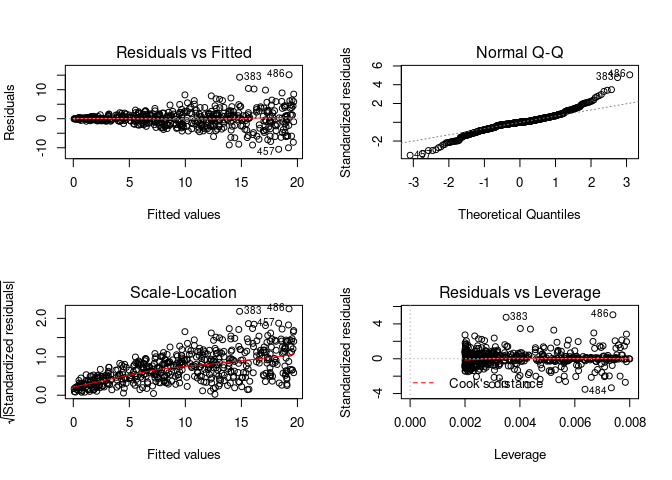 Residuals vs Fitted
Residuals
-10 0 10
383
486
457
0 5 10 15 20
Fitted values
Normal Q-Q
Standardized residuals
-2 2 4 6
383
486
457
-3 -2 -1 0 1 2 3
Theoretical Quantiles
Scale-Location
√|Standardized residuals|
0.0 1.0 2.0
383
486
457
0 5 10 15 20
Fitted values
Residuals vs Leverage
Standardized residuals
-4 0 4
383
486
484
Cook's distance
0.000 0.002 0.004 0.006 0.008
Leverage